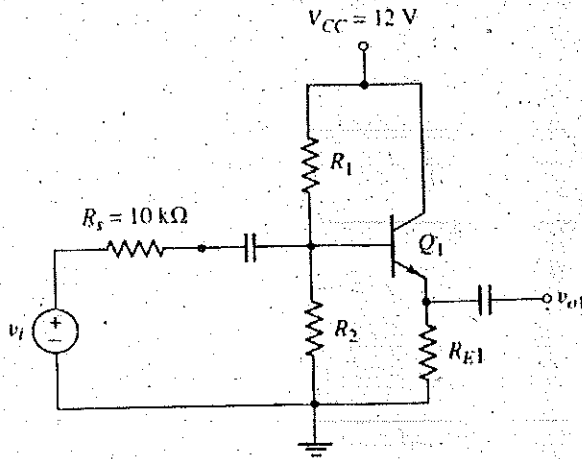 V_CC = 12 V
R_1
R_s = 10 kΩ
Q_1
v_i
+
−
R_2
R_E1
v_o1